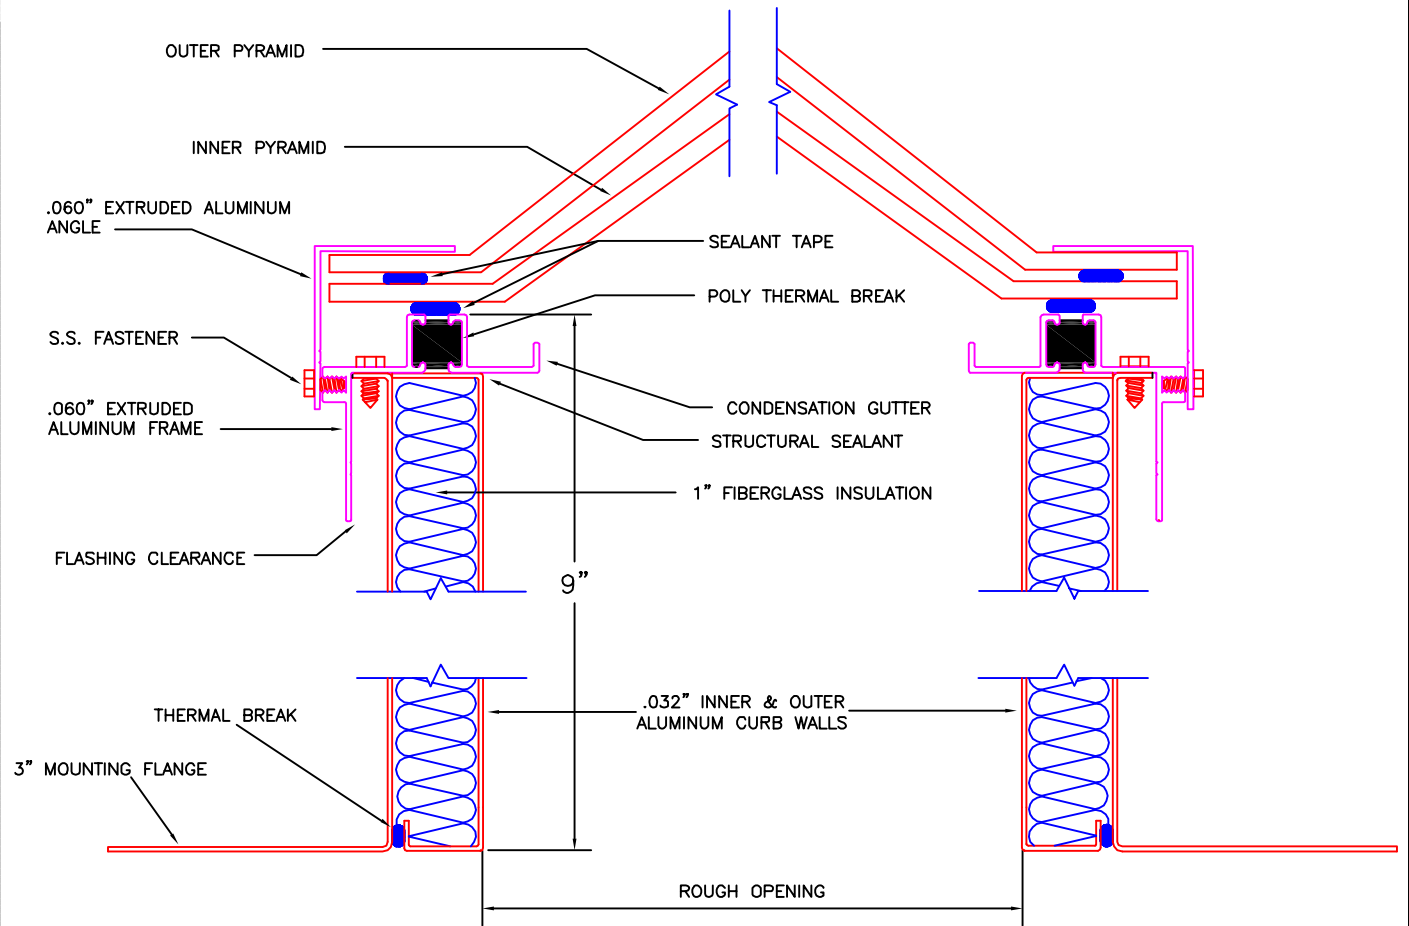 OUTER PYRAMID
INNER PYRAMID
.060” EXTRUDED ALUMINUM
ANGLE
SEALANT TAPE
POLY THERMAL BREAK
S.S. FASTENER
.060” EXTRUDED
ALUMINUM FRAME
CONDENSATION GUTTER
STRUCTURAL SEALANT
1” FIBERGLASS INSULATION
FLASHING CLEARANCE
9”
.032” INNER & OUTER
ALUMINUM CURB WALLS
THERMAL BREAK
3” MOUNTING FLANGE
ROUGH OPENING